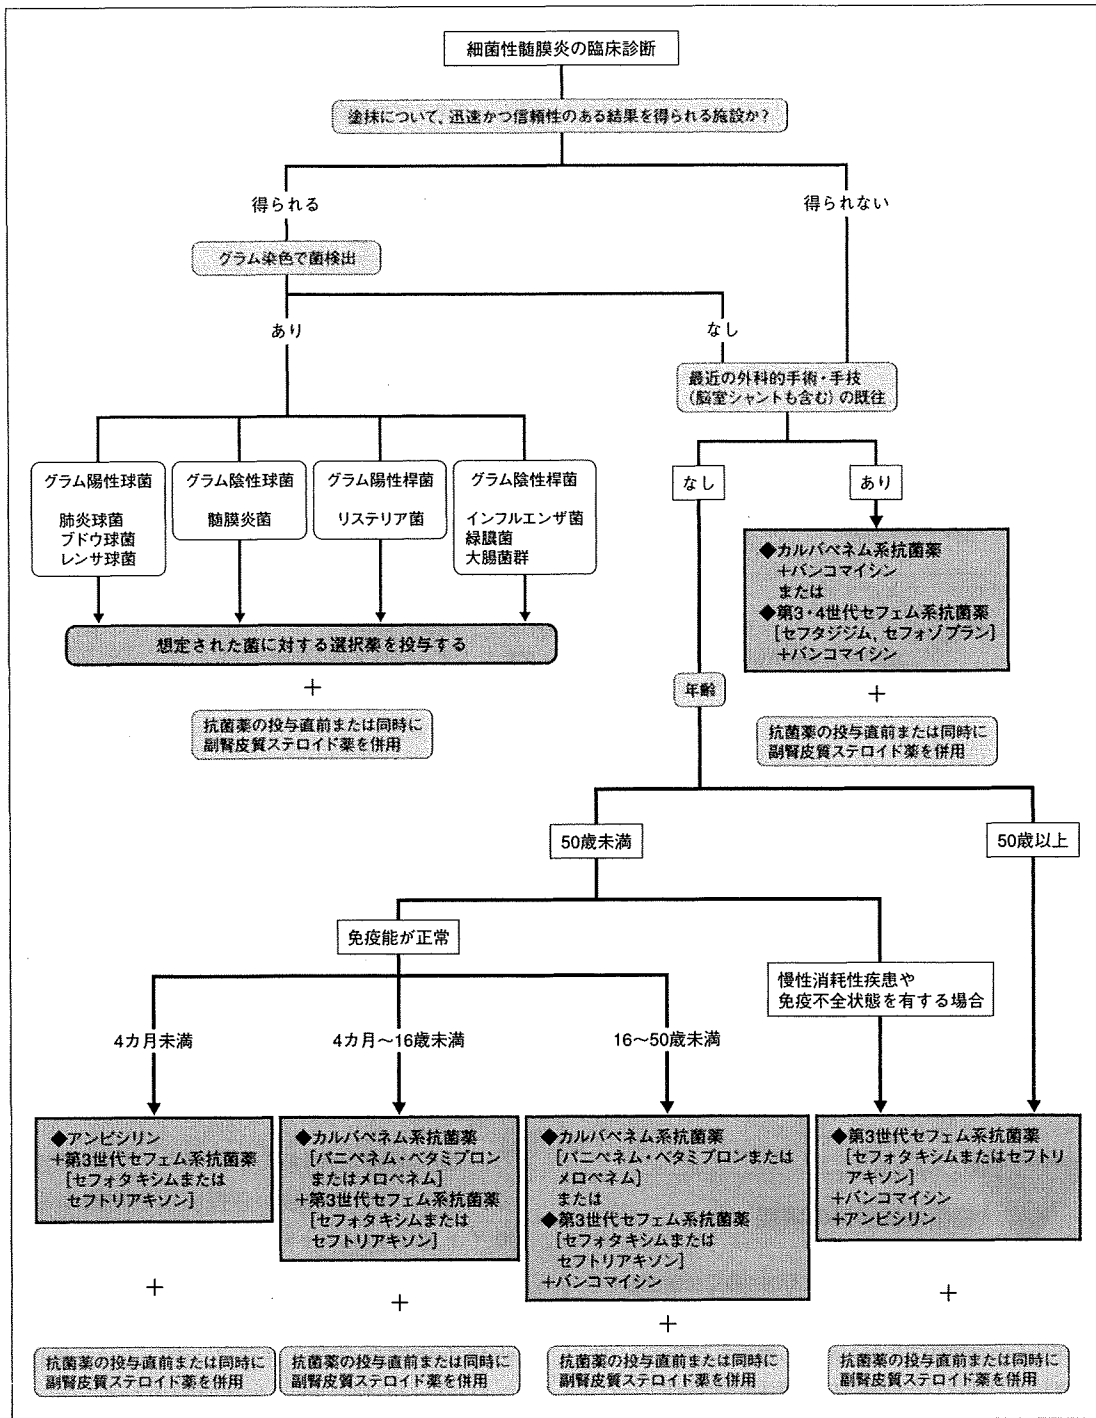 細菌性髄膜炎の臨床診断
塗抹について、迅速かつ信頼性のある結果を得られる施設か?
得られる
得られない
グラム染色で菌検出
あり
なし
最近の外科的手術・手技
(脳室シャントも含む)の既往
グラム陽性球菌
肺炎球菌
ブドウ球菌
レンサ球菌
グラム陰性球菌
髄膜炎菌
グラム陽性桿菌
リステリア菌
グラム陰性桿菌
インフルエンザ菌
緑膿菌
大腸菌群
なし
あり
◆カルバペネム系抗菌薬
+バンコマイシン
または
◆第3・4世代セフェム系抗菌薬
[セフタジジム、セフォゾプラン]
+バンコマイシン
想定された菌に対する選択薬を投与する
+
抗菌薬の投与直前または同時に
副腎皮質ステロイド薬を併用
年齢
+
抗菌薬の投与直前または同時に
副腎皮質ステロイド薬を併用
50歳未満
50歳以上
免疫能が正常
慢性消耗性疾患や
免疫不全状態を有する場合
4カ月未満
4カ月〜16歳未満
16〜50歳未満
◆アンピシリン
+第3世代セフェム系抗菌薬
[セフォタキシムまたは
セフトリアキソン]
◆カルバペネム系抗菌薬
[パニペネム・ベタミプロン
またはメロペネム]
+第3世代セフェム系抗菌薬
[セフォタキシムまたは
セフトリアキソン]
◆カルバペネム系抗菌薬
[パニペネム・ベタミプロンまたは
メロペネム]
または
◆第3世代セフェム系抗菌薬
[セフォタキシムまたは
セフトリアキソン]
+バンコマイシン
◆第3世代セフェム系抗菌薬
[セフォタキシムまたはセフトリ
アキソン]
+バンコマイシン
+アンピシリン
+
抗菌薬の投与直前または同時に
副腎皮質ステロイド薬を併用
+
抗菌薬の投与直前または同時に
副腎皮質ステロイド薬を併用
+
抗菌薬の投与直前または同時に
副腎皮質ステロイド薬を併用
+
抗菌薬の投与直前または同時に
副腎皮質ステロイド薬を併用